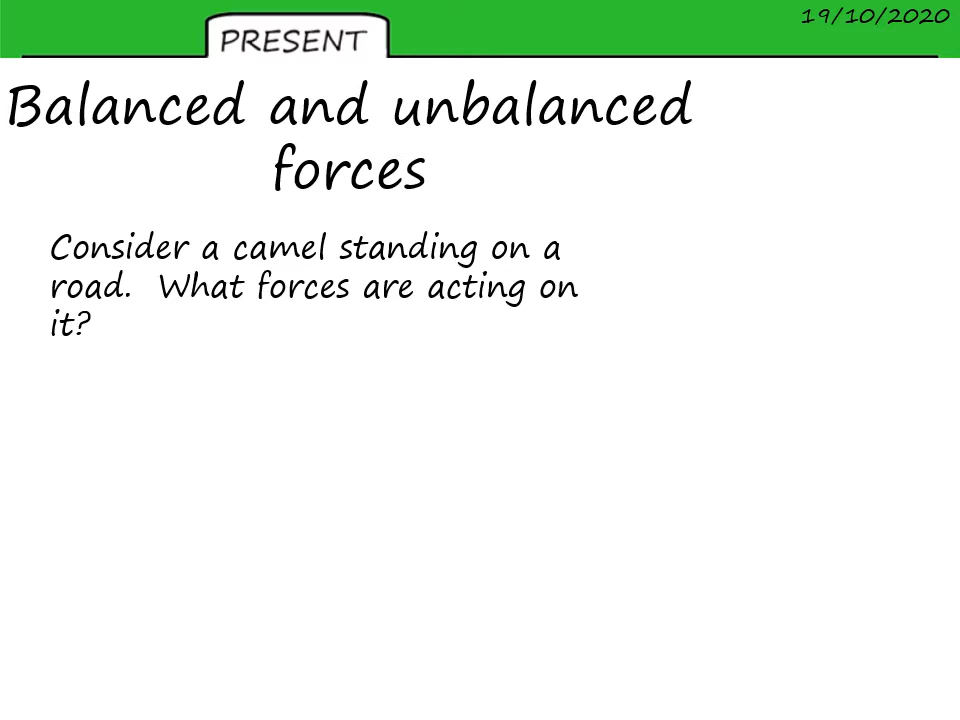 19/10/2020
PRESENT
Balanced and unbalanced
forces
Consider a camel standing on a
road. What forces are acting on
it?